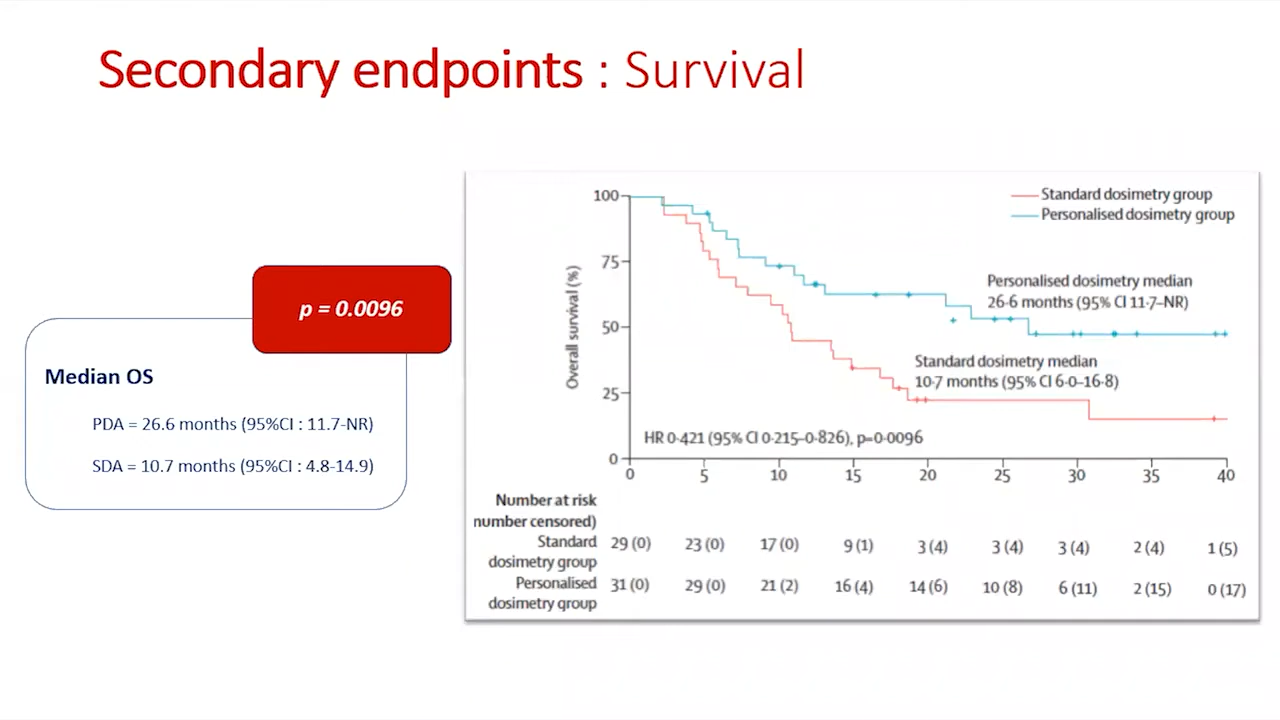 Secondary endpoints : Survival
p = 0.0096
Median OS
PDA = 26.6 months (95%CI : 11.7-NR)
SDA = 10.7 months (95%CI : 4.8-14.9)
Standard dosimetry group
Personalised dosimetry group
Overall survival (%)
100
75
50
25
0
Personalised dosimetry median
26·6 months (95% CI 11·7–NR)
Standard dosimetry median
10·7 months (95% CI 6·0–16·8)
HR 0·421 (95% CI 0·215–0·826), p=0·0096
0 5 10 15 20 25 30 35 40
Number at risk
number censored)
Standard
dosimetry group
29 (0) 23 (0) 17 (0) 9 (1) 3 (4) 3 (4) 3 (4) 2 (4) 1 (5)
Personalised
dosimetry group
31 (0) 29 (0) 21 (2) 16 (4) 14 (6) 10 (8) 6 (11) 2 (15) 0 (17)